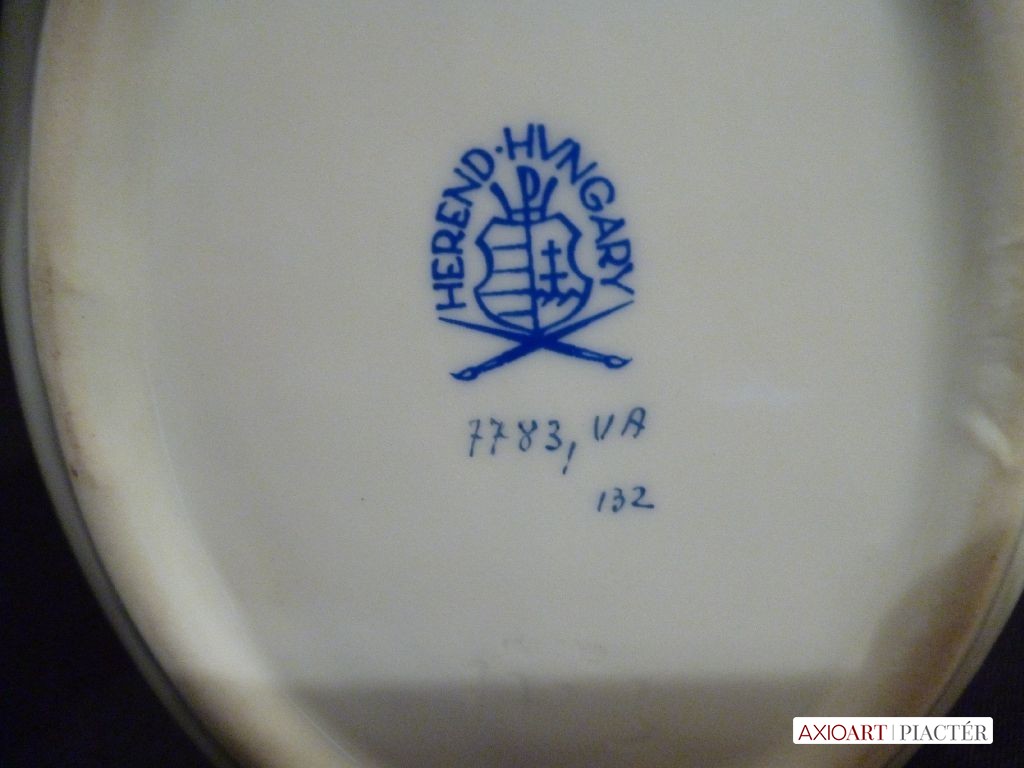 HEREND · HVNGARY
7783, VA
132
AXIOART | PIACTÉR